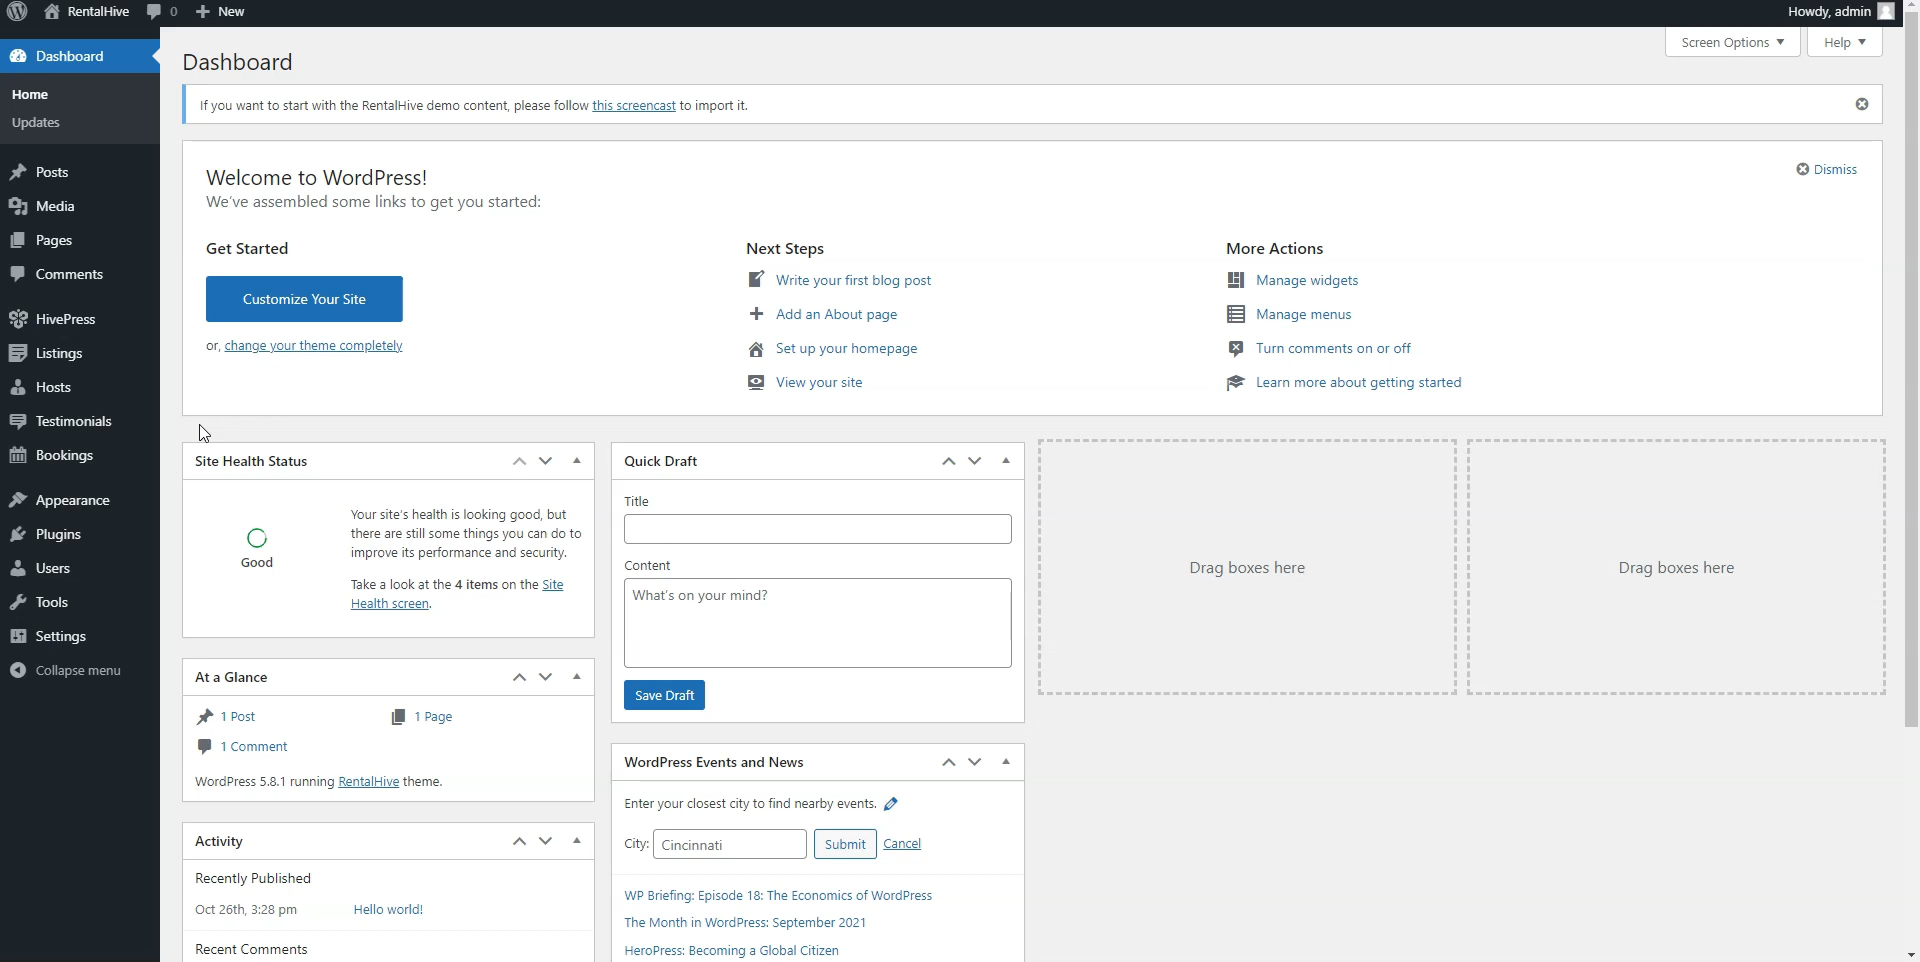 RentalHive 0 New Howdy, admin
Dashboard
Home
Updates
Posts
Media
Pages
Comments
HivePress
Listings
Hosts
Testimonials
Bookings
Appearance
Plugins
Users
Tools
Settings
Collapse menu
Screen Options Help
Dashboard
If you want to start with the RentalHive demo content, please follow this screencast to import it.
Welcome to WordPress!
We've assembled some links to get you started:
Dismiss
Get Started
Customize Your Site
or, change your theme completely
Next Steps
Write your first blog post
Add an About page
Set up your homepage
View your site
More Actions
Manage widgets
Manage menus
Turn comments on or off
Learn more about getting started
Site Health Status
Good
Your site's health is looking good, but
there are still some things you can do to
improve its performance and security.
Take a look at the 4 items on the Site
Health screen.
At a Glance
1 Post 1 Page
1 Comment
WordPress 5.8.1 running RentalHive theme.
Activity
Recently Published
Oct 26th, 3:28 pm Hello world!
Recent Comments
Quick Draft
Title
Content
What's on your mind?
Save Draft
WordPress Events and News
Enter your closest city to find nearby events.
City: Cincinnati Submit Cancel
WP Briefing: Episode 18: The Economics of WordPress
The Month in WordPress: September 2021
HeroPress: Becoming a Global Citizen
Drag boxes here
Drag boxes here